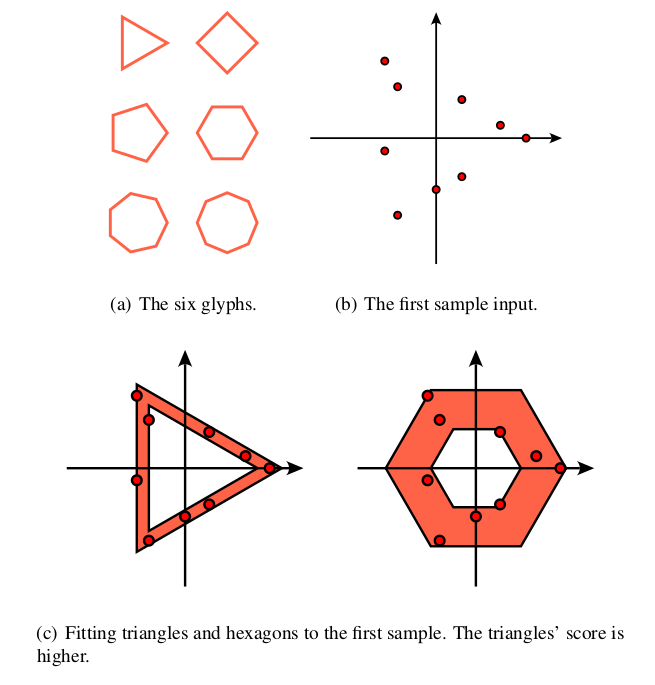 (a) The six glyphs.
(b) The first sample input.
(c) Fitting triangles and hexagons to the first sample. The triangles’ score is
higher.